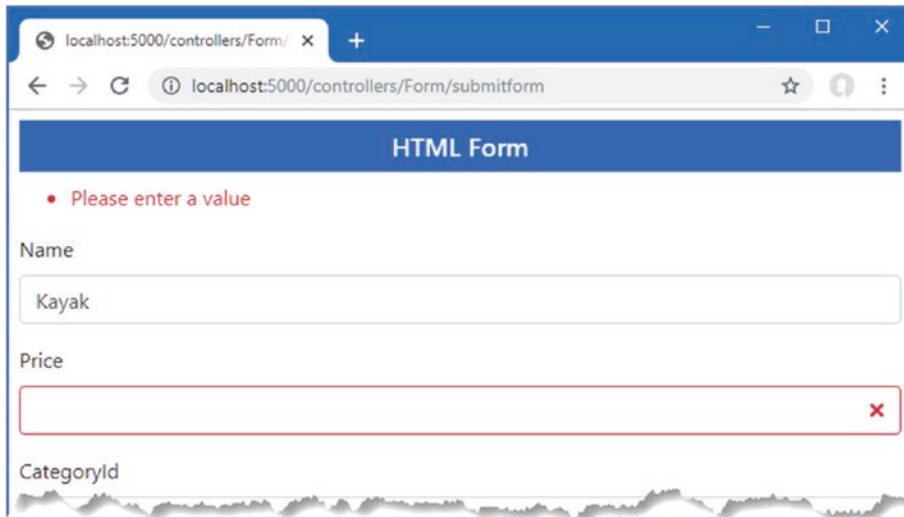 localhost:5000/controllers/Form/
localhost:5000/controllers/Form/submitform
HTML Form
• Please enter a value
Name
Kayak
Price
CategoryId